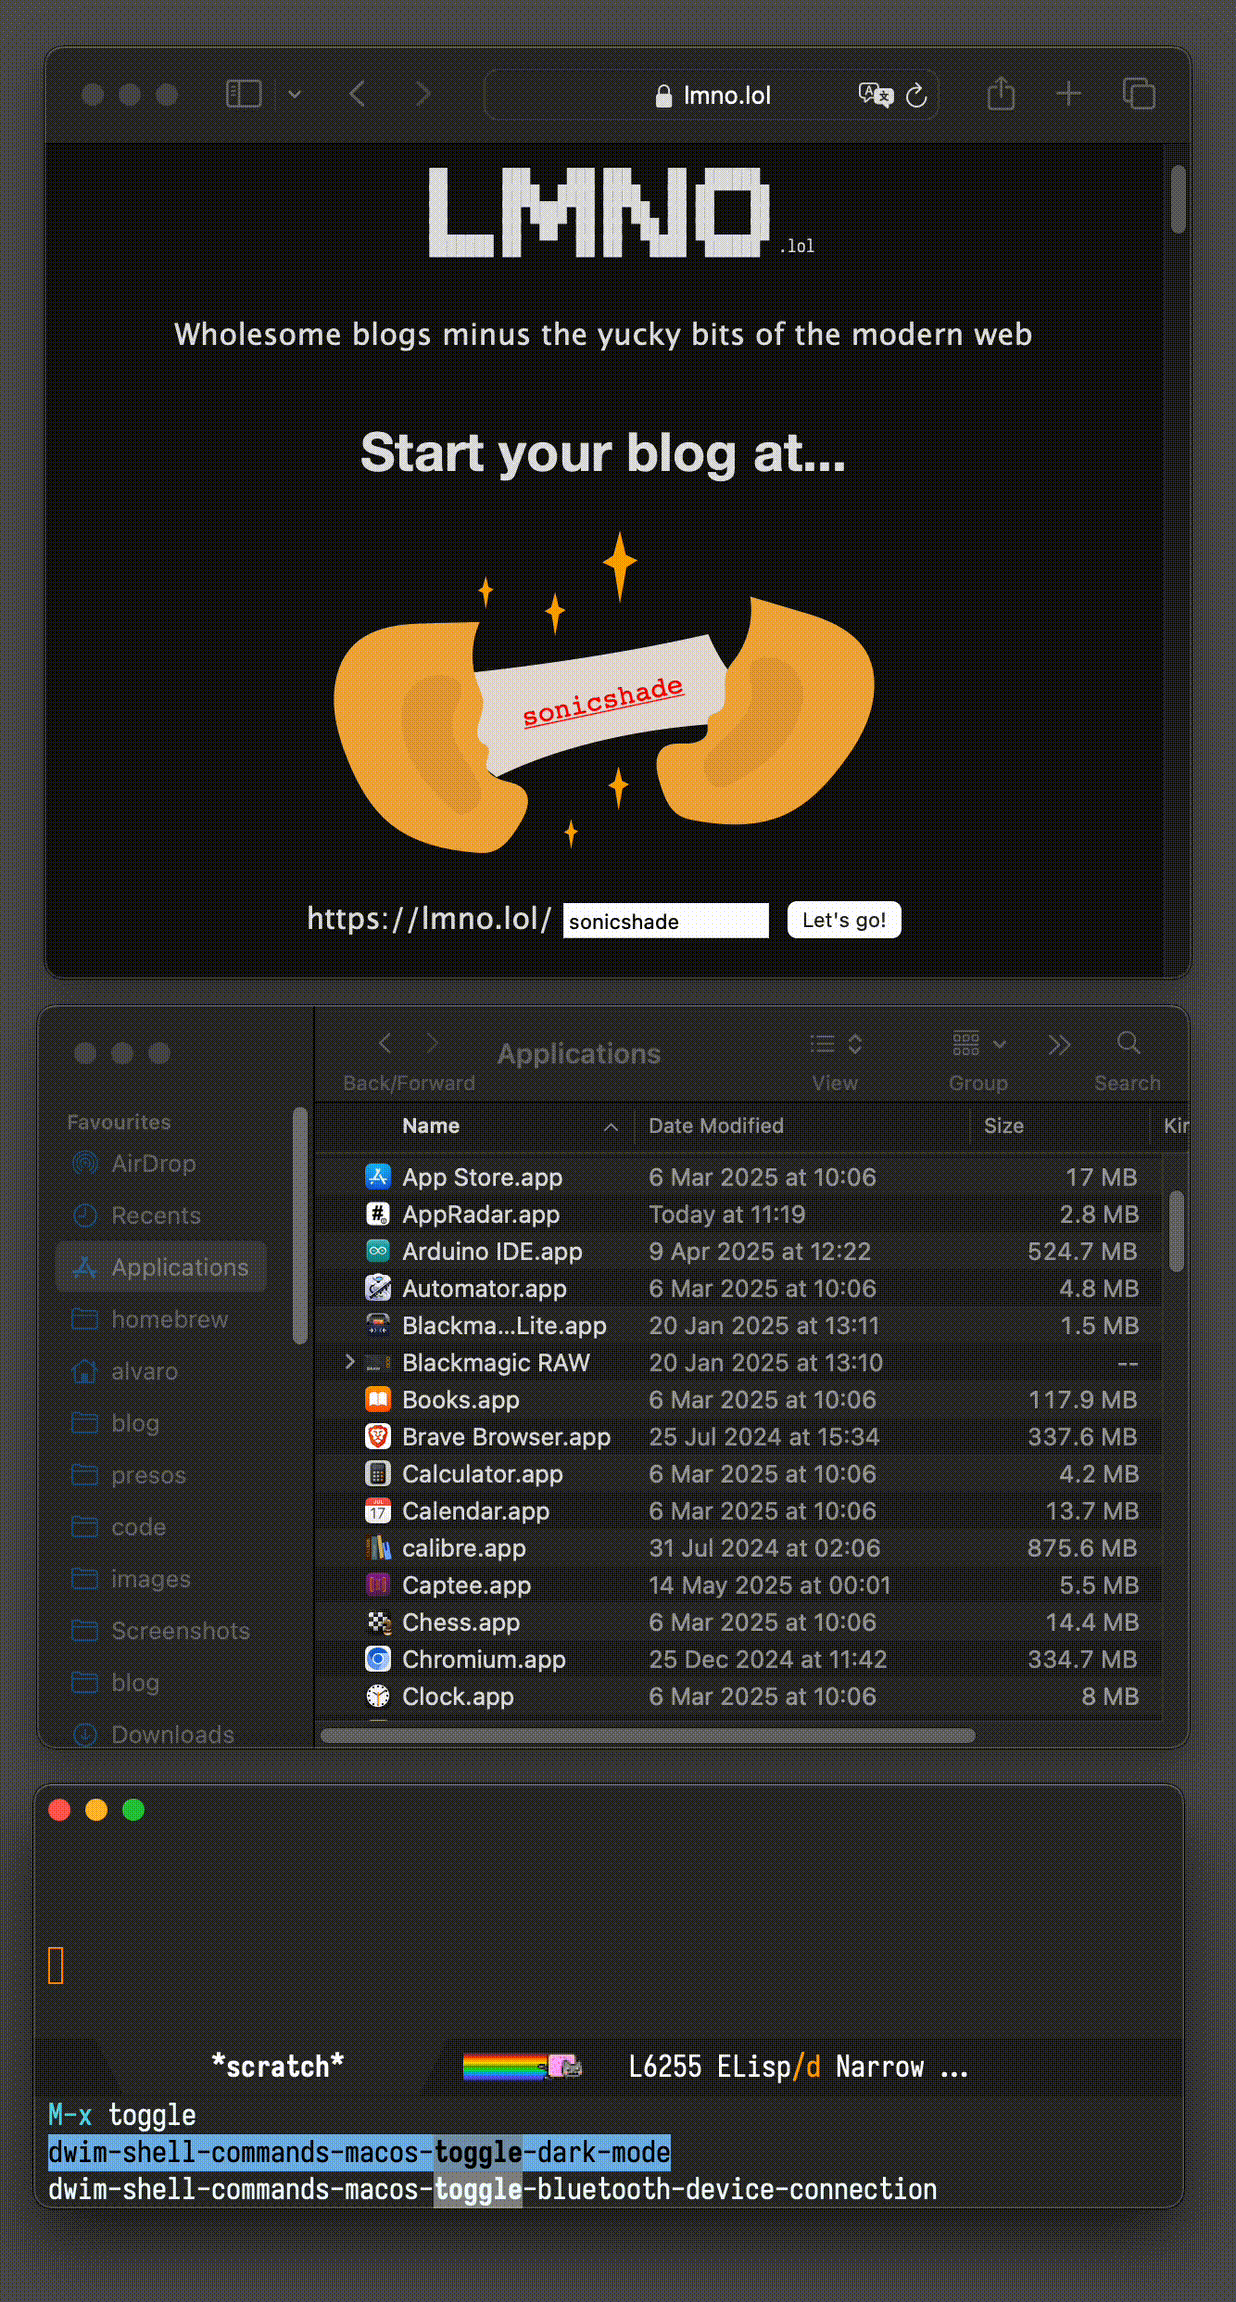 lmno.lol
LMNO.lol
Wholesome blogs minus the yucky bits of the modern web
Start your blog at...
sonicshade
https://lmno.lol/ sonicshade Let's go!
Applications
Back/Forward View Group Search
Favourites
AirDrop
Recents
Applications
homebrew
alvaro
blog
presos
code
images
Screenshots
blog
Downloads
Name Date Modified Size Kin
App Store.app 6 Mar 2025 at 10:06 17 MB
AppRadar.app Today at 11:19 2.8 MB
Arduino IDE.app 9 Apr 2025 at 12:22 524.7 MB
Automator.app 6 Mar 2025 at 10:06 4.8 MB
Blackma...Lite.app 20 Jan 2025 at 13:11 1.5 MB
Blackmagic RAW 20 Jan 2025 at 13:10 --
Books.app 6 Mar 2025 at 10:06 117.9 MB
Brave Browser.app 25 Jul 2024 at 15:34 337.6 MB
Calculator.app 6 Mar 2025 at 10:06 4.2 MB
Calendar.app 6 Mar 2025 at 10:06 13.7 MB
calibre.app 31 Jul 2024 at 02:06 875.6 MB
Captee.app 14 May 2025 at 00:01 5.5 MB
Chess.app 6 Mar 2025 at 10:06 14.4 MB
Chromium.app 25 Dec 2024 at 11:42 334.7 MB
Clock.app 6 Mar 2025 at 10:06 8 MB
*scratch* L6255 ELisp/d Narrow ...
M-x toggle
dwim-shell-commands-macos-toggle-dark-mode
dwim-shell-commands-macos-toggle-bluetooth-device-connection